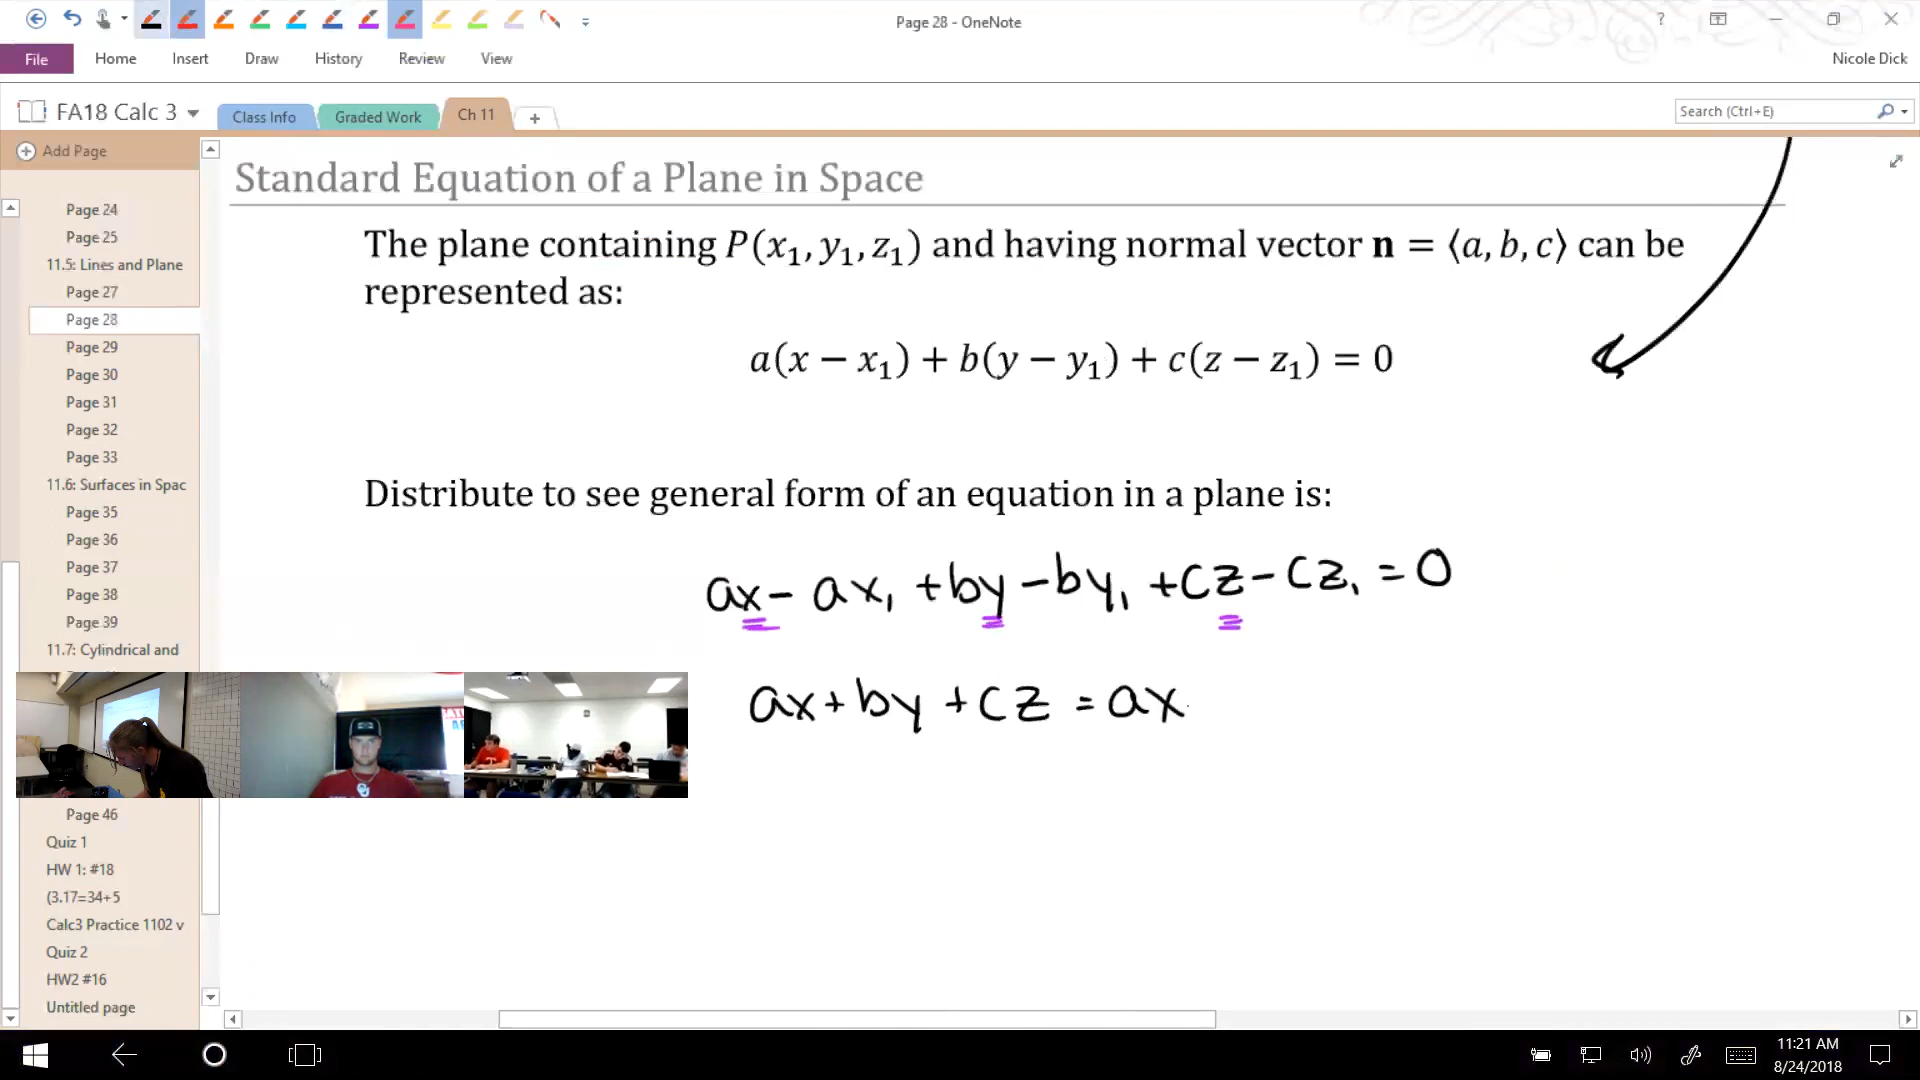 Page 28 - OneNote
?
File Home Insert Draw History Review View
Nicole Dick
FA18 Calc 3
Class Info Graded Work Ch 11 +
Search (Ctrl+E)
Add Page
Page 24
Page 25
11.5: Lines and Plane
Page 27
Page 28
Page 29
Page 30
Page 31
Page 32
Page 33
11.6: Surfaces in Spac
Page 35
Page 36
Page 37
Page 38
Page 39
11.7: Cylindrical and
Page 46
Quiz 1
HW 1: #18
(3.17=34+5
Calc3 Practice 1102 v
Quiz 2
HW2 #16
Untitled page
Standard Equation of a Plane in Space
The plane containing P(x₁, y₁, z₁) and having normal vector n = ⟨a, b, c⟩ can be
represented as:
a(x − x₁) + b(y − y₁) + c(z − z₁) = 0
Distribute to see general form of an equation in a plane is:
ax - ax₁ + by - by₁ + cz - cz₁ = 0
ax + by + cz = ax
OU
11:21 AM
8/24/2018